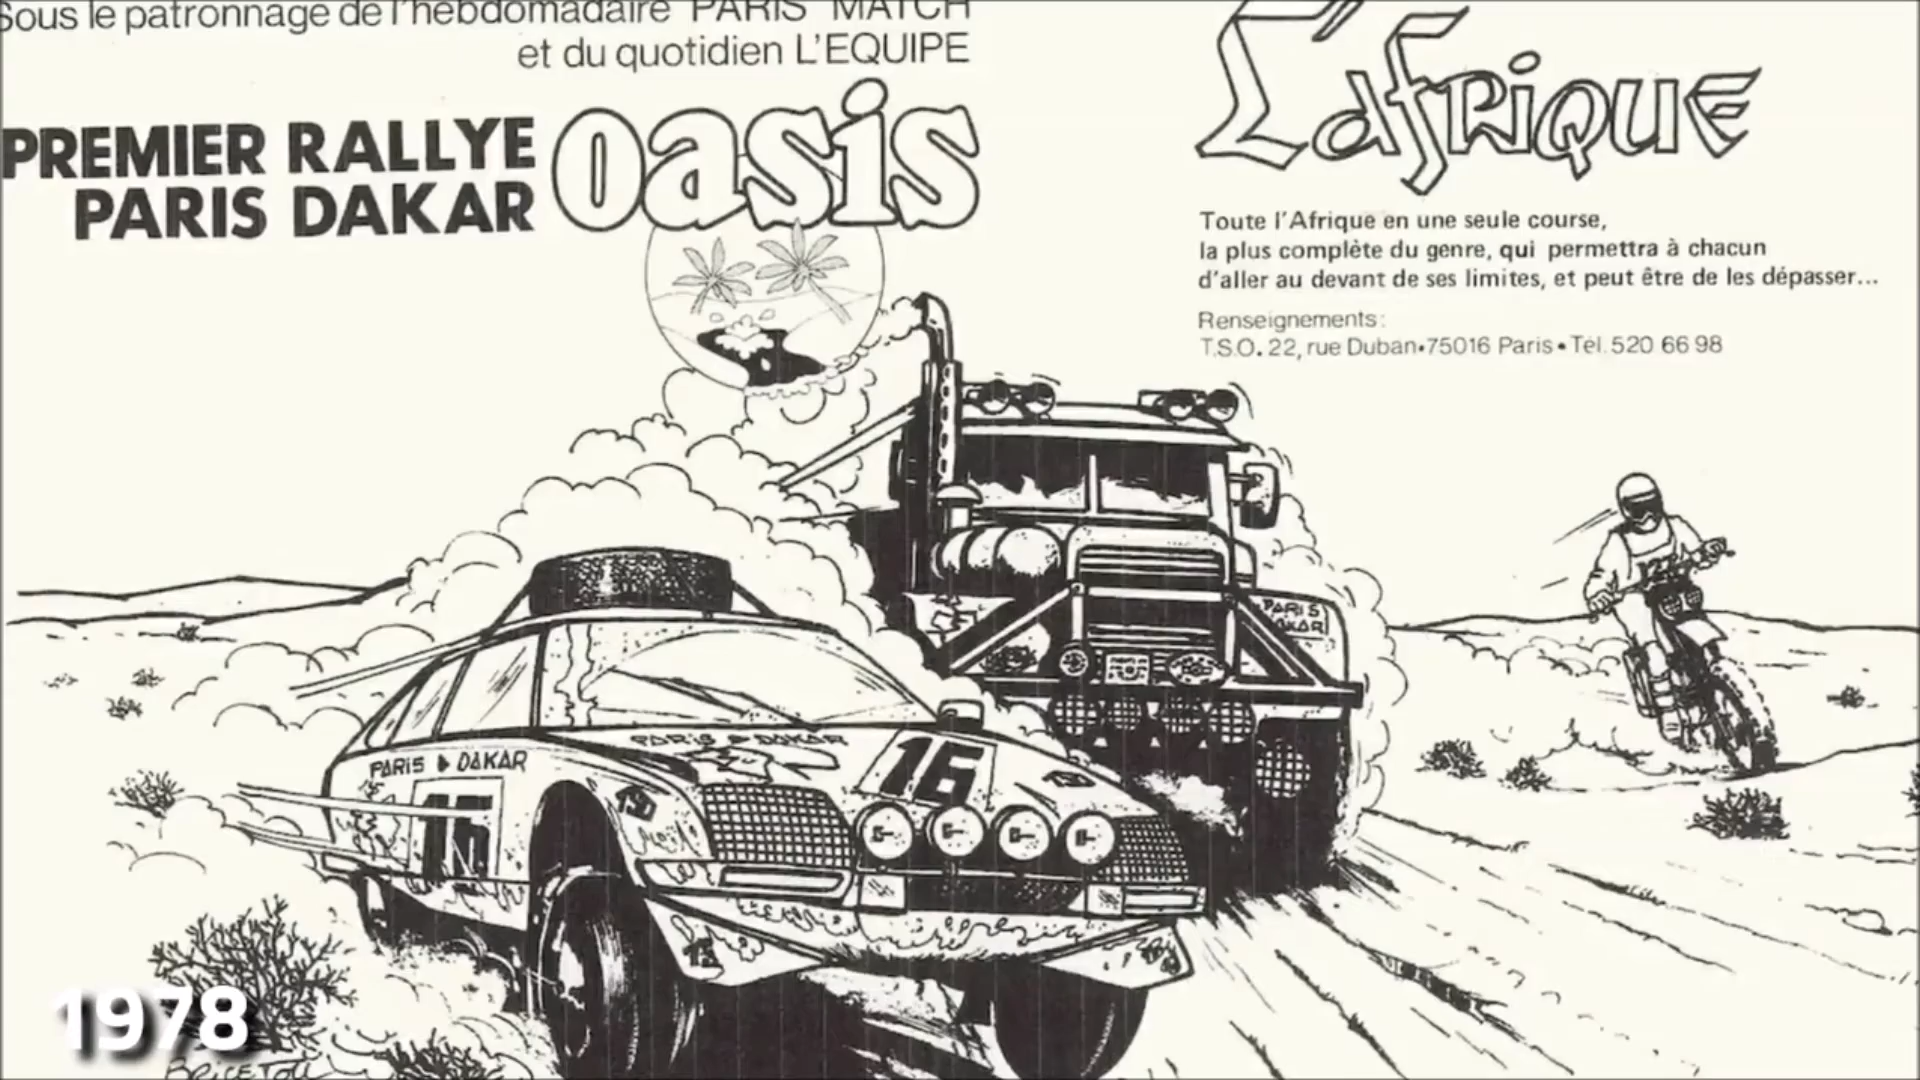 Sous le patronnage de l'hebdomadaire PARIS MATCH
et du quotidien L'EQUIPE
PREMIER RALLYE
PARIS DAKAR
oasis
L'afrique
Toute l'Afrique en une seule course,
la plus complète du genre, qui permettra à chacun
d'aller au devant de ses limites, et peut être de les dépasser...
Renseignements:
T.S.O. 22, rue Duban•75016 Paris • Tél. 520 66 98
PARIS
DAKAR
PARIS DAKAR
PARIS DAKAR
16
15
1978